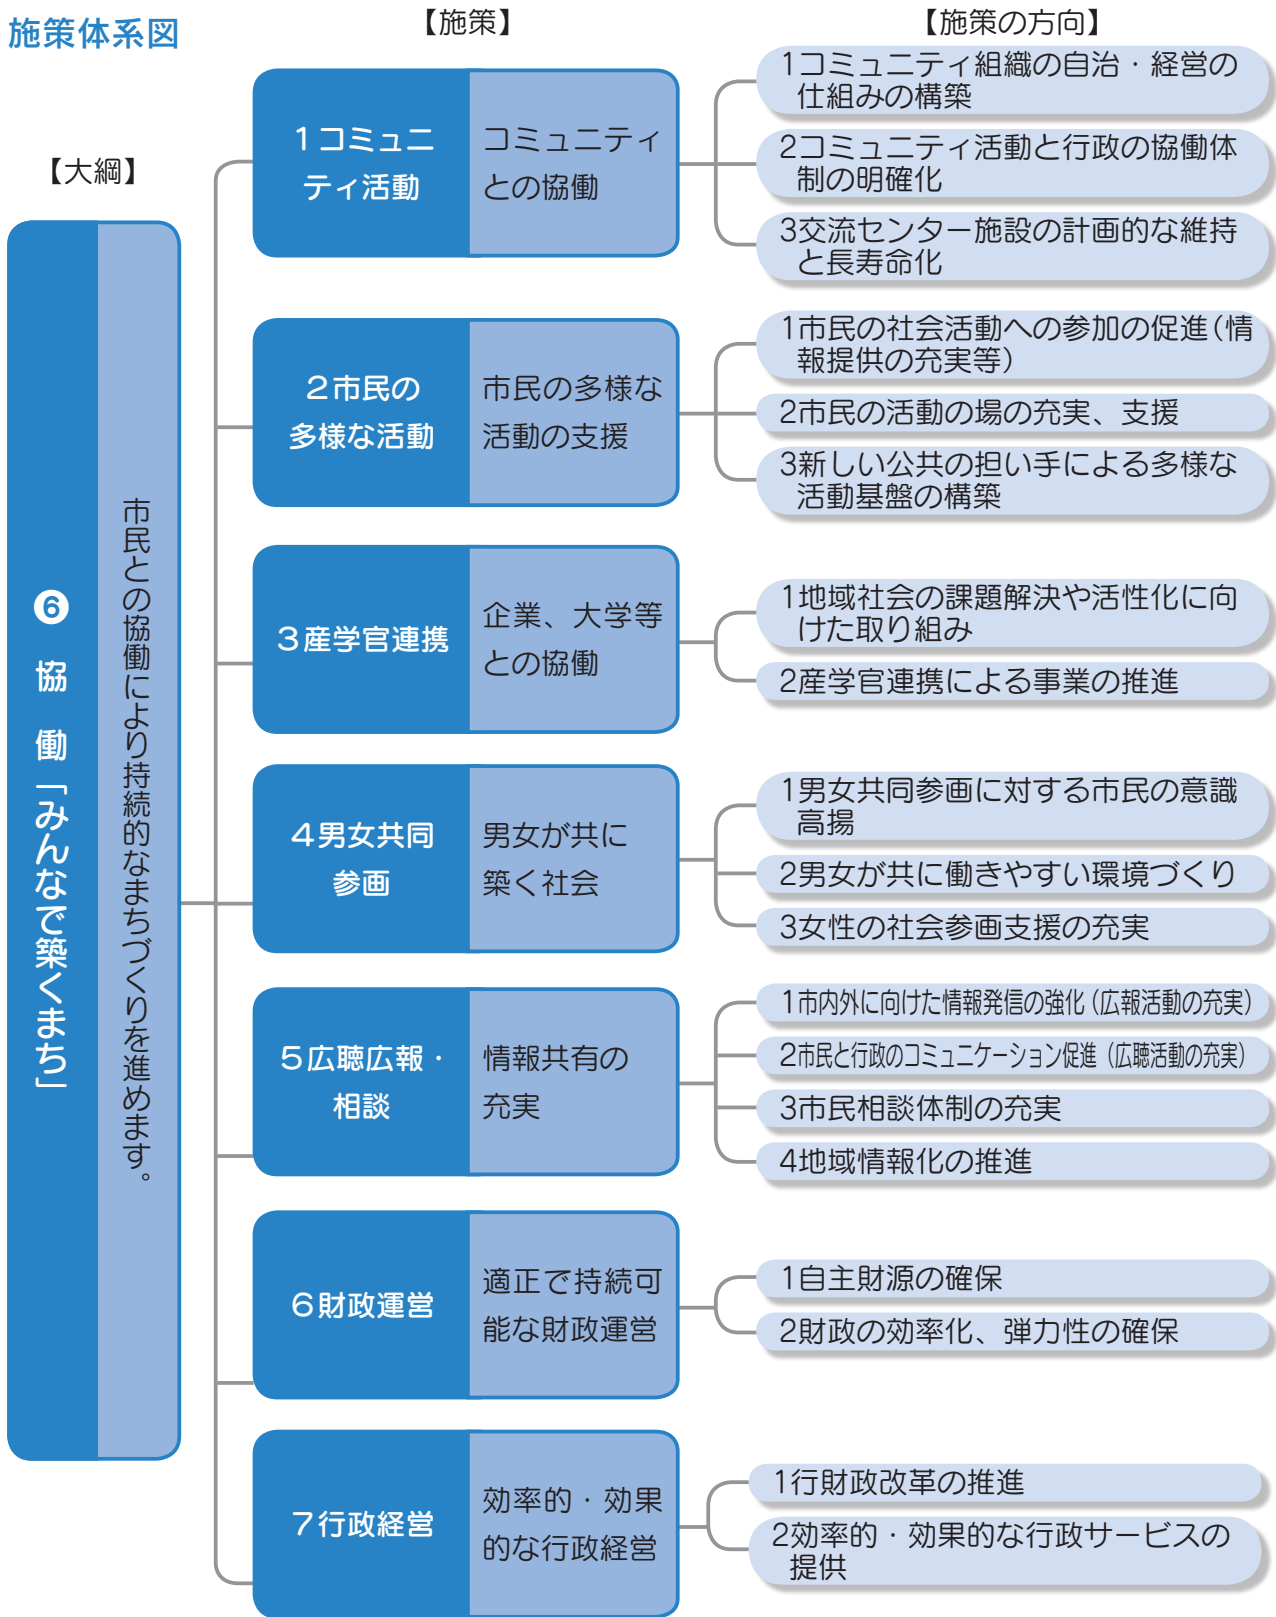 施策体系図
【施策】
【施策の方向】
【大綱】
❻ 協 働「みんなで築くまち」
市民との協働により持続的なまちづくりを進めます。
1コミュニ
ティ活動
コミュニティ
との協働
1コミュニティ組織の自治・経営の
仕組みの構築
2コミュニティ活動と行政の協働体
制の明確化
3交流センター施設の計画的な維持
と長寿命化
2市民の
多様な活動
市民の多様な
活動の支援
1市民の社会活動への参加の促進(情
報提供の充実等)
2市民の活動の場の充実、支援
3新しい公共の担い手による多様な
活動基盤の構築
3産学官連携
企業、大学等
との協働
1地域社会の課題解決や活性化に向
けた取り組み
2産学官連携による事業の推進
4男女共同
参画
男女が共に
築く社会
1男女共同参画に対する市民の意識
高揚
2男女が共に働きやすい環境づくり
3女性の社会参画支援の充実
5広聴広報・
相談
情報共有の
充実
1市内外に向けた情報発信の強化(広報活動の充実)
2市民と行政のコミュニケーション促進(広聴活動の充実)
3市民相談体制の充実
4地域情報化の推進
6財政運営
適正で持続可
能な財政運営
1自主財源の確保
2財政の効率化、弾力性の確保
7行政経営
効率的・効果
的な行政経営
1行財政改革の推進
2効率的・効果的な行政サービスの
提供